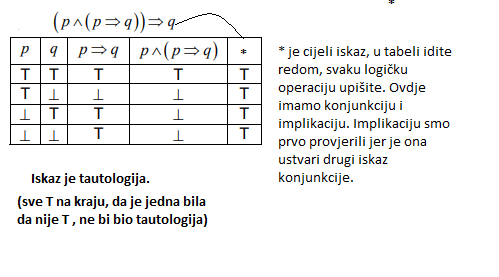 *
(p∧(p⇒q))⇒q
p q p⇒q p∧(p⇒q) *
T T T T T
T ⊥ ⊥ ⊥ T
⊥ T T ⊥ T
⊥ ⊥ T ⊥ T
Iskaz je tautologija.
(sve T na kraju, da je jedna bila
da nije T , ne bi bio tautologija)
* je cijeli iskaz, u tabeli idite
redom, svaku logičku
operaciju upišite. Ovdje
imamo konjunkciju i
implikaciju. Implikaciju smo
prvo provjerili jer je ona
ustvari drugi iskaz
konjunkcije.